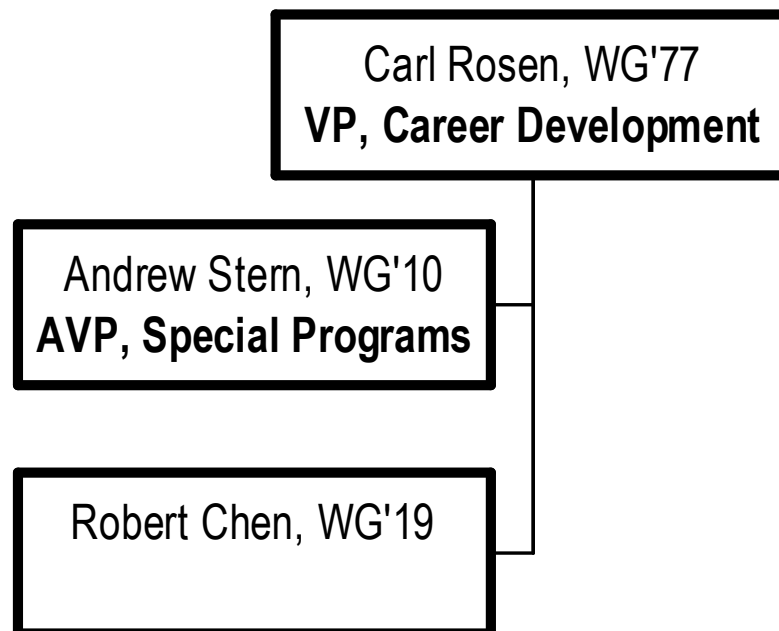 Carl Rosen, WG'77
VP, Career Development
Andrew Stern, WG'10
AVP, Special Programs
Robert Chen, WG'19